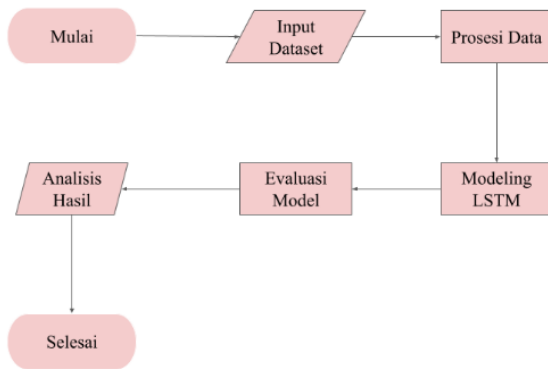 Mulai
Input
Dataset
Prosesi Data
Modeling
LSTM
Evaluasi
Model
Analisis
Hasil
Selesai